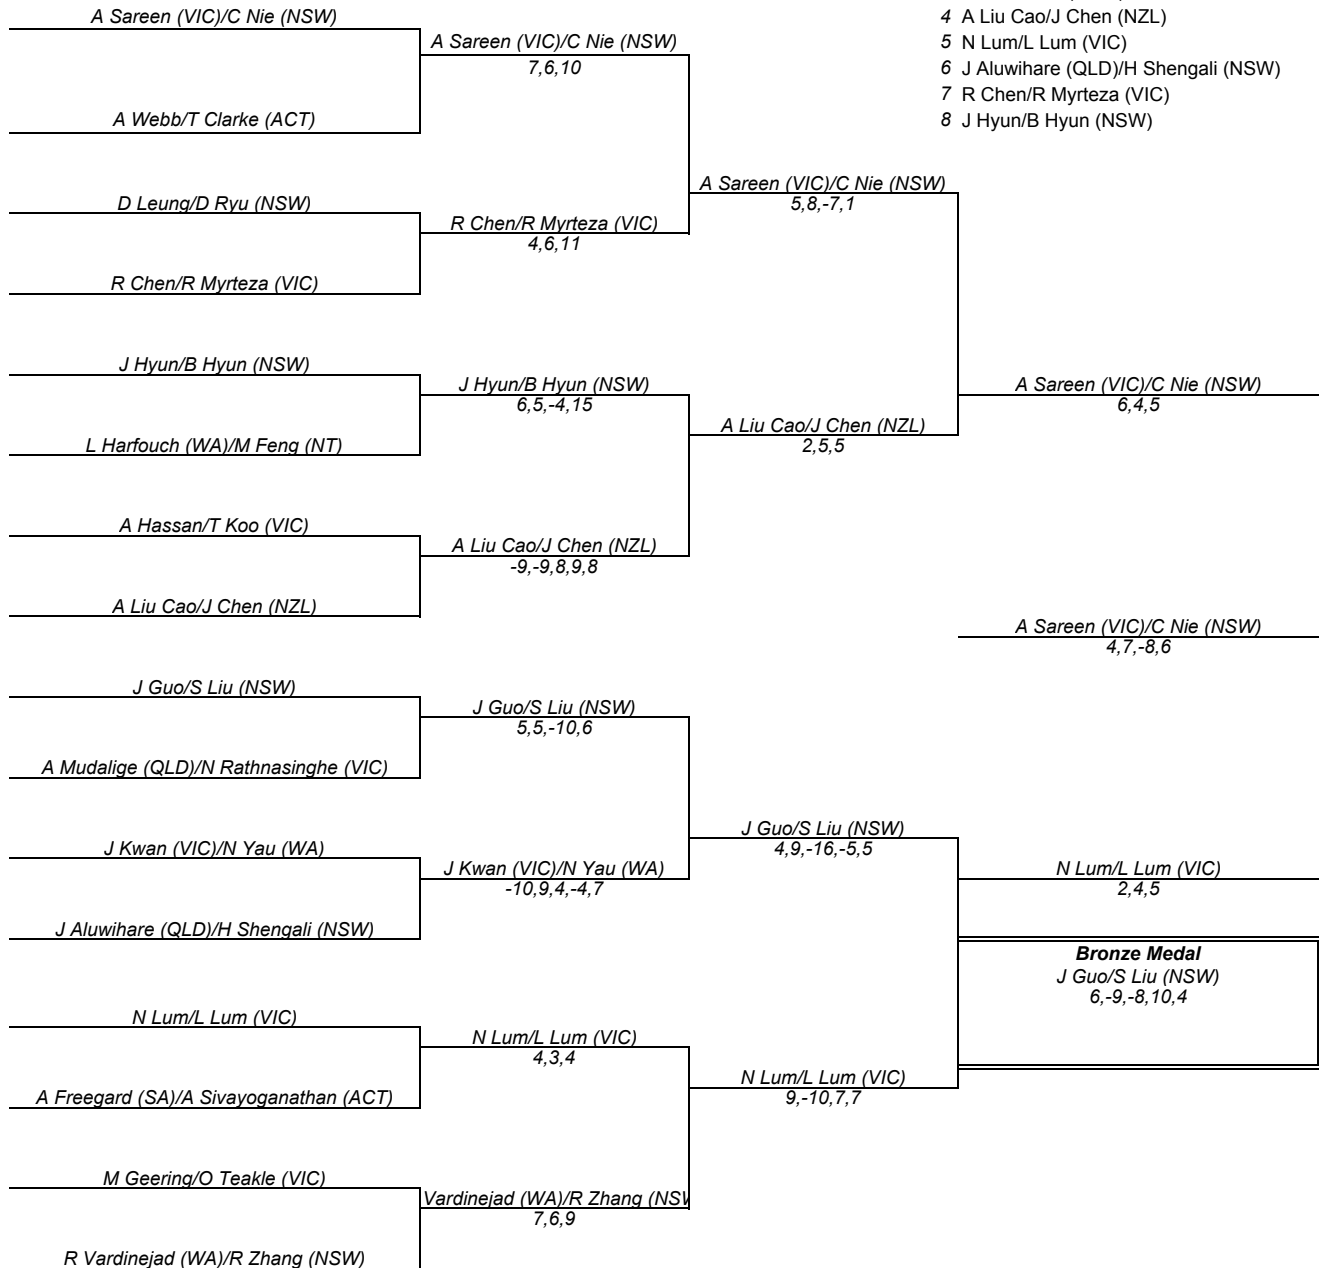 A Sareen (VIC)/C Nie (NSW)
A Webb/T Clarke (ACT)
D Leung/D Ryu (NSW)
R Chen/R Myrteza (VIC)
J Hyun/B Hyun (NSW)
L Harfouch (WA)/M Feng (NT)
A Hassan/T Koo (VIC)
A Liu Cao/J Chen (NZL)
J Guo/S Liu (NSW)
A Mudalige (QLD)/N Rathnasinghe (VIC)
J Kwan (VIC)/N Yau (WA)
J Aluwihare (QLD)/H Shengali (NSW)
N Lum/L Lum (VIC)
A Freegard (SA)/A Sivayoganathan (ACT)
M Geering/O Teakle (VIC)
R Vardinejad (WA)/R Zhang (NSW)
A Sareen (VIC)/C Nie (NSW)
7,6,10
R Chen/R Myrteza (VIC)
4,6,11
J Hyun/B Hyun (NSW)
6,5,-4,15
A Liu Cao/J Chen (NZL)
-9,-9,8,9,8
J Guo/S Liu (NSW)
5,5,-10,6
J Kwan (VIC)/N Yau (WA)
-10,9,4,-4,7
N Lum/L Lum (VIC)
4,3,4
Vardinejad (WA)/R Zhang (NSW
7,6,9
A Sareen (VIC)/C Nie (NSW)
5,8,-7,1
A Liu Cao/J Chen (NZL)
2,5,5
J Guo/S Liu (NSW)
4,9,-16,-5,5
N Lum/L Lum (VIC)
9,-10,7,7
4 A Liu Cao/J Chen (NZL)
5 N Lum/L Lum (VIC)
6 J Aluwihare (QLD)/H Shengali (NSW)
7 R Chen/R Myrteza (VIC)
8 J Hyun/B Hyun (NSW)
A Sareen (VIC)/C Nie (NSW)
6,4,5
A Sareen (VIC)/C Nie (NSW)
4,7,-8,6
N Lum/L Lum (VIC)
2,4,5
Bronze Medal
J Guo/S Liu (NSW)
6,-9,-8,10,4